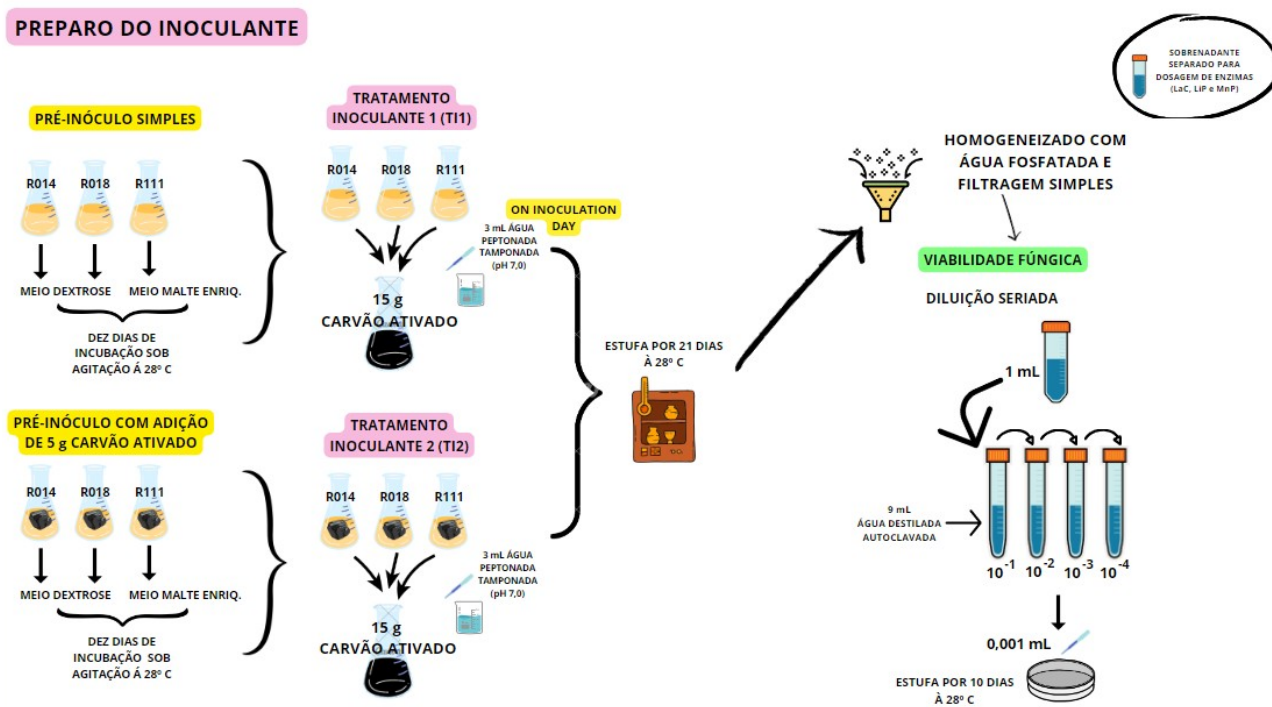 PREPARO DO INOCULANTE
PRÉ-INÓCULO SIMPLES
R014
R018
R111
MEIO DEXTROSE
MEIO MALTE ENRIQ.
DEZ DIAS DE
INCUBAÇÃO SOB
AGITAÇÃO Á 28º C
PRÉ-INÓCULO COM ADIÇÃO
DE 5 g CARVÃO ATIVADO
R014
R018
R111
MEIO DEXTROSE
MEIO MALTE ENRIQ.
DEZ DIAS DE
INCUBAÇÃO SOB
AGITAÇÃO Á 28º C
TRATAMENTO
INOCULANTE 1 (TI1)
R014
R018
R111
ON INOCULATION
DAY
3 mL ÁGUA
PEPTONADA
TAMPONADA
(pH 7,0)
15 g
CARVÃO ATIVADO
TRATAMENTO
INOCULANTE 2 (TI2)
R014
R018
R111
3 mL ÁGUA
PEPTONADA
TAMPONADA
(pH 7,0)
15 g
CARVÃO ATIVADO
ESTUFA POR 21 DIAS
À 28º C
SOBRENADANTE
SEPARADO PARA
DOSAGEM DE ENZIMAS
(LaC, LiP e MnP)
HOMOGENEIZADO COM
ÁGUA FOSFATADA E
FILTRAGEM SIMPLES
VIABILIDADE FÚNGICA
DILUIÇÃO SERIADA
1 mL
9 mL
ÁGUA DESTILADA
AUTOCLAVADA
10⁻¹
10⁻²
10⁻³
10⁻⁴
0,001 mL
ESTUFA POR 10 DIAS
À 28º C